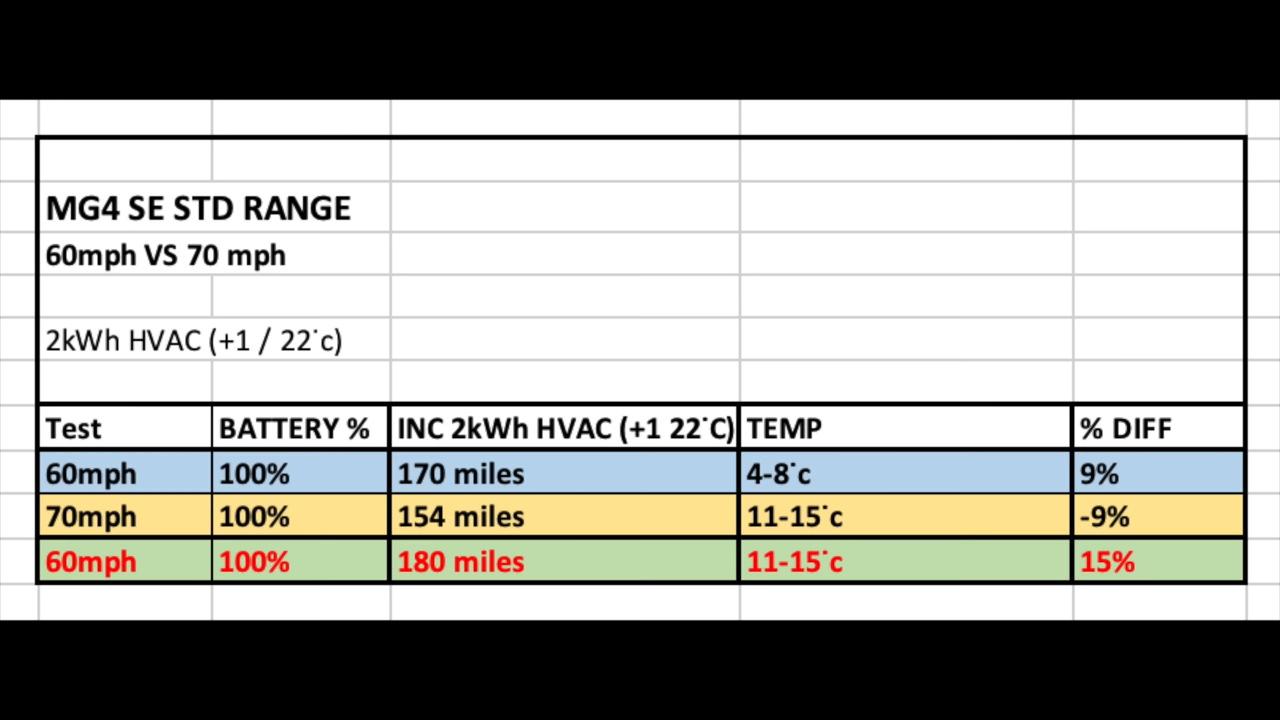 MG4 SE STD RANGE
60mph VS 70 mph
2kWh HVAC (+1 / 22˙c)
Test BATTERY % INC 2kWh HVAC (+1 22˙C) TEMP % DIFF
60mph 100% 170 miles 4-8˙c 9%
70mph 100% 154 miles 11-15˙c -9%
60mph 100% 180 miles 11-15˙c 15%